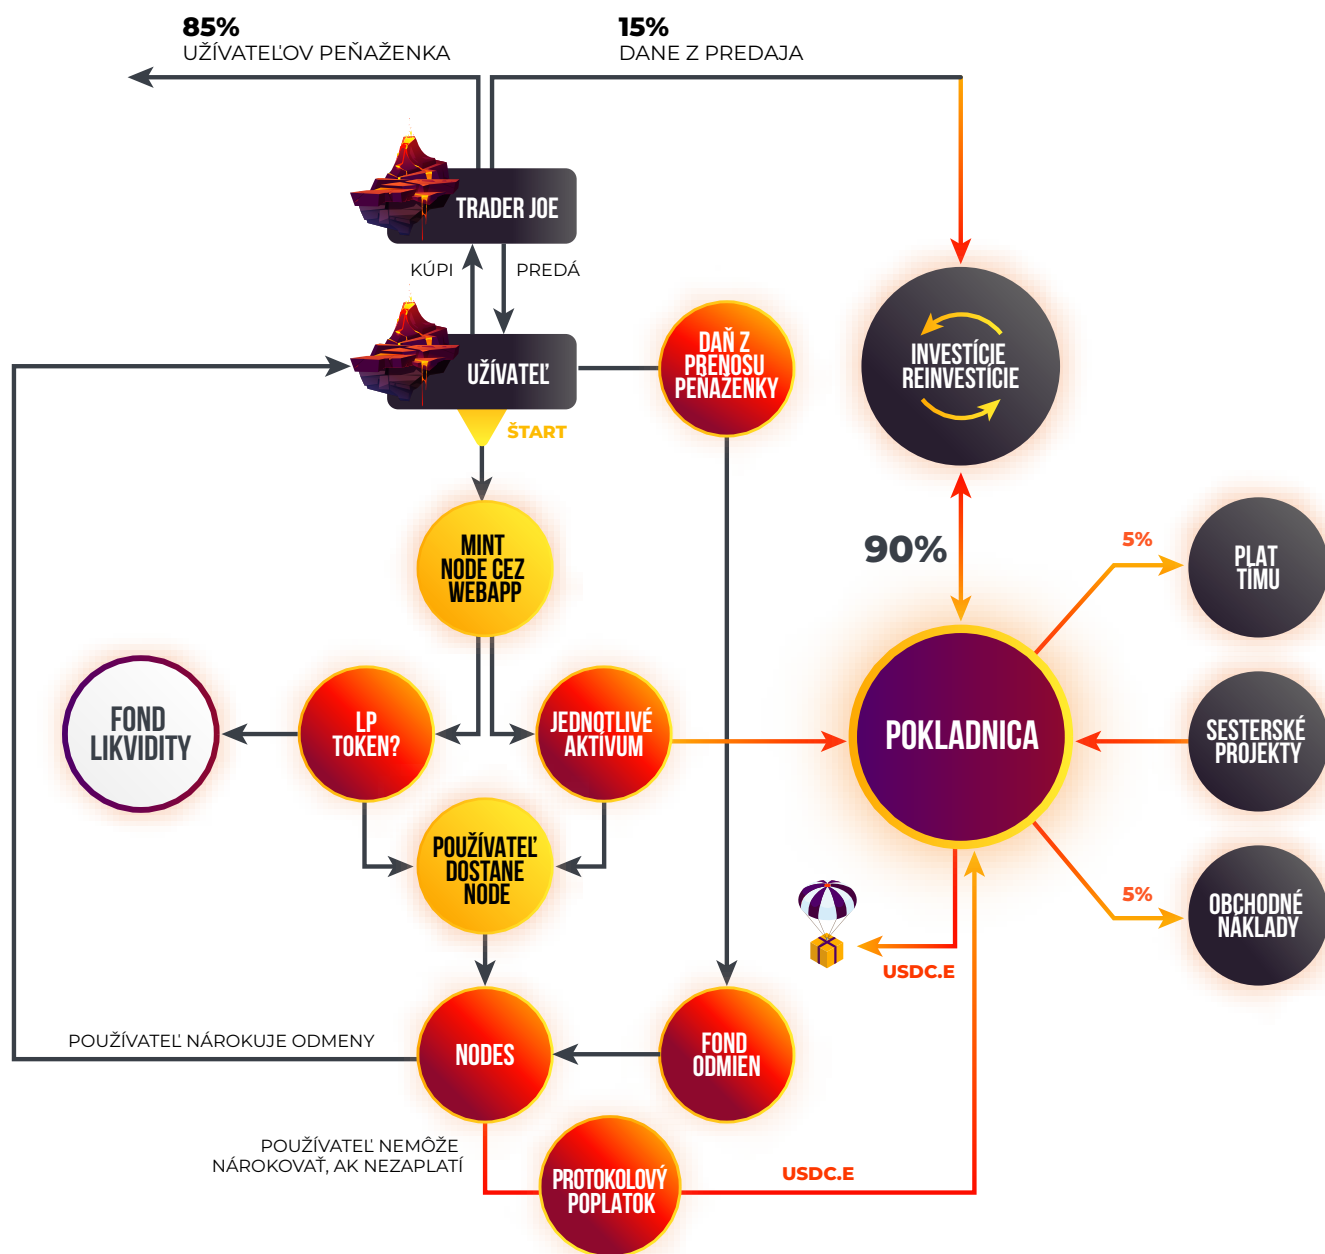 85%
UŽÍVATEĽOV PEŇAŽENKA
15%
DANE Z PREDAJA
TRADER JOE
KÚPI
PREDÁ
UŽÍVATEĽ
ŠTART
DAŇ Z
PRENOSU
PEŇAŽENKY
INVESTÍCIE
REINVESTÍCIE
MINT
NODE CEZ
WEBAPP
90%
5%
PLAT
TÍMU
FOND
LIKVIDITY
LP
TOKEN?
JEDNOTLIVÉ
AKTÍVUM
POKLADNICA
SESTERSKÉ
PROJEKTY
POUŽÍVATEĽ
DOSTANE
NODE
5%
OBCHODNÉ
NÁKLADY
USDC.E
POUŽÍVATEĽ NÁROKUJE ODMENY
NODES
FOND
ODMIEN
POUŽÍVATEĽ NEMÔŽE
NÁROKOVAŤ, AK NEZAPLATÍ
PROTOKOLOVÝ
POPLATOK
USDC.E